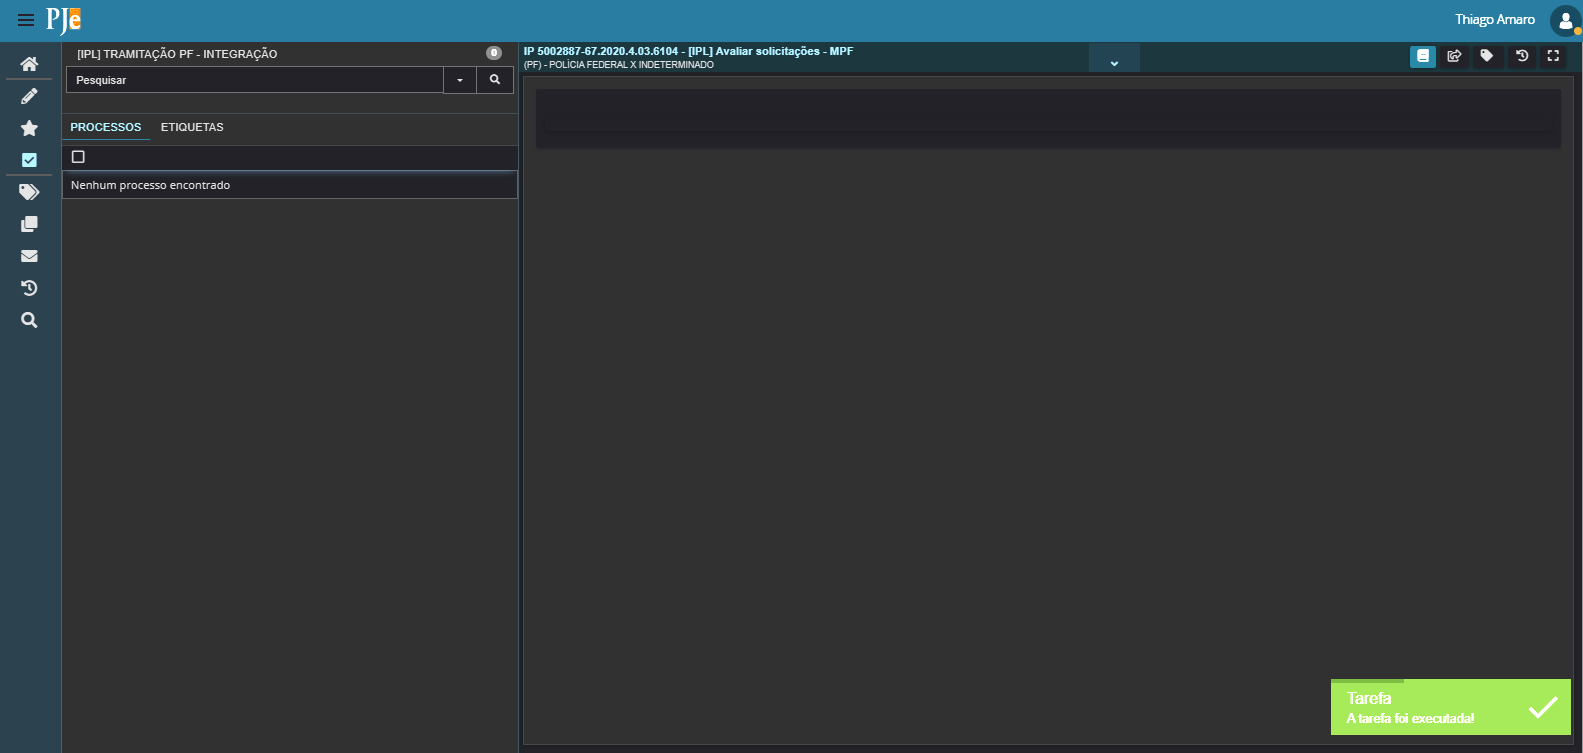 PJe
Thiago Amaro
[IPL] TRAMITAÇÃO PF - INTEGRAÇÃO
0
Pesquisar
PROCESSOS ETIQUETAS
Nenhum processo encontrado
IP 5002887-67.2020.4.03.6104 - [IPL] Avaliar solicitações - MPF
(PF) - POLÍCIA FEDERAL X INDETERMINADO
Tarefa
A tarefa foi executada!